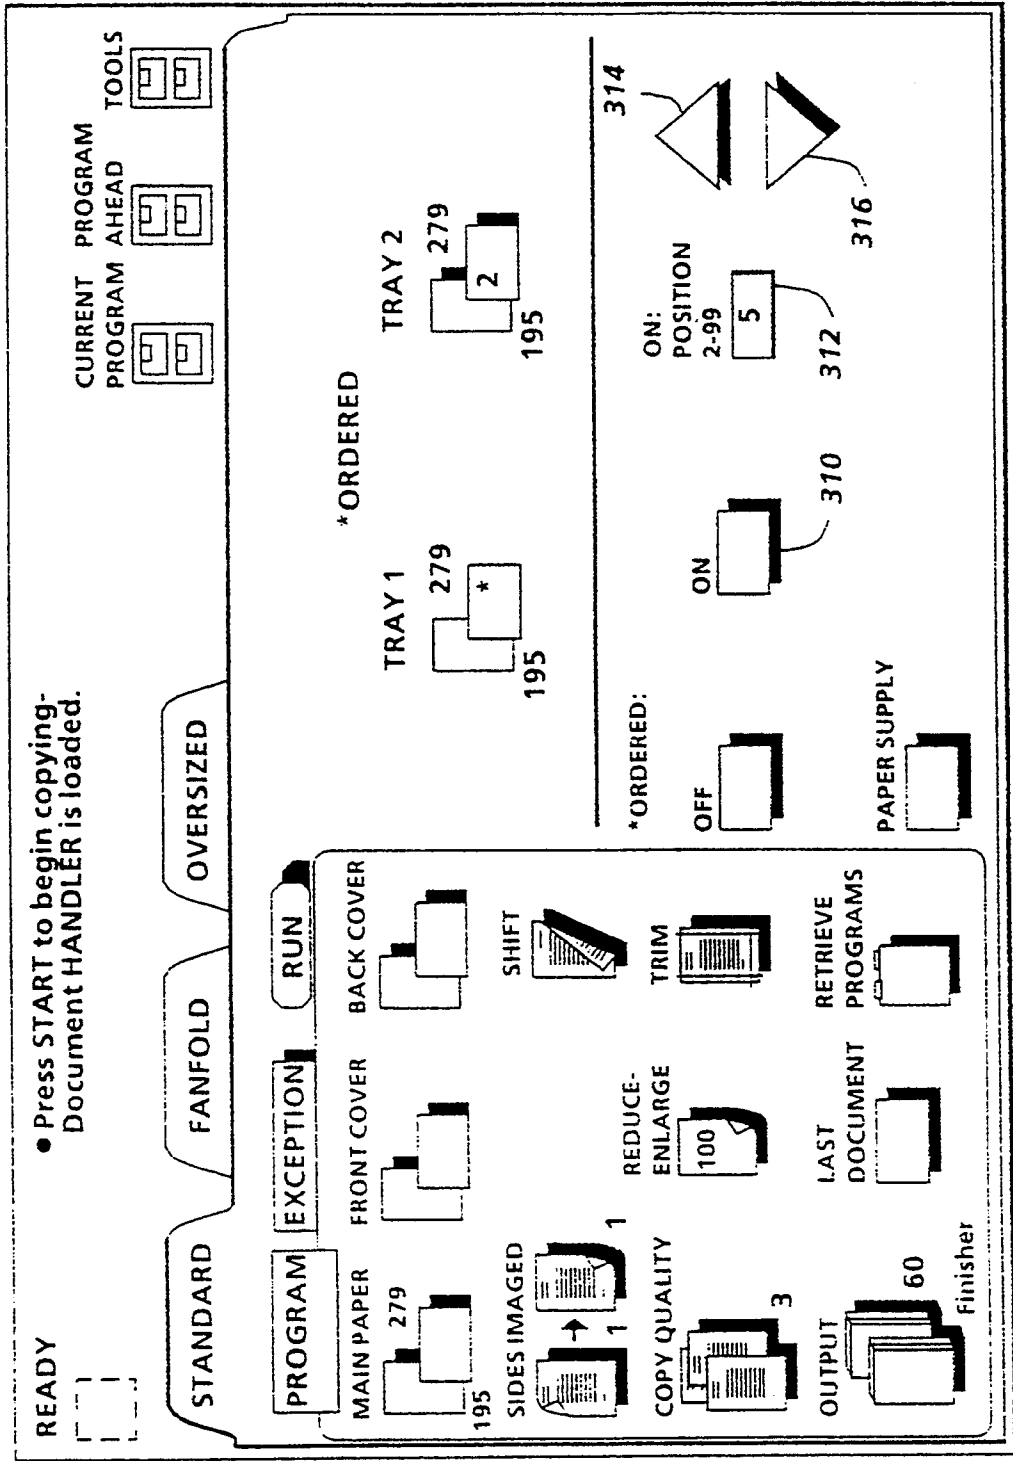 READY
• Press START to begin copying-
Document HANDLER is loaded.
CURRENT
PROGRAM
PROGRAM
AHEAD
TOOLS
STANDARD
FANFOLD
OVERSIZED
PROGRAM
EXCEPTION
RUN
MAIN PAPER
279
195
FRONT COVER
BACK COVER
SIDES IMAGED
1
1
SHIFT
COPY QUALITY
3
REDUCE-
ENLARGE
100
TRIM
OUTPUT
60
Finisher
LAST
DOCUMENT
RETRIEVE
PROGRAMS
*ORDERED
TRAY 1
279
*
195
TRAY 2
279
2
195
*ORDERED:
OFF
ON
310
ON:
POSITION
2-99
5
312
314
316
PAPER SUPPLY